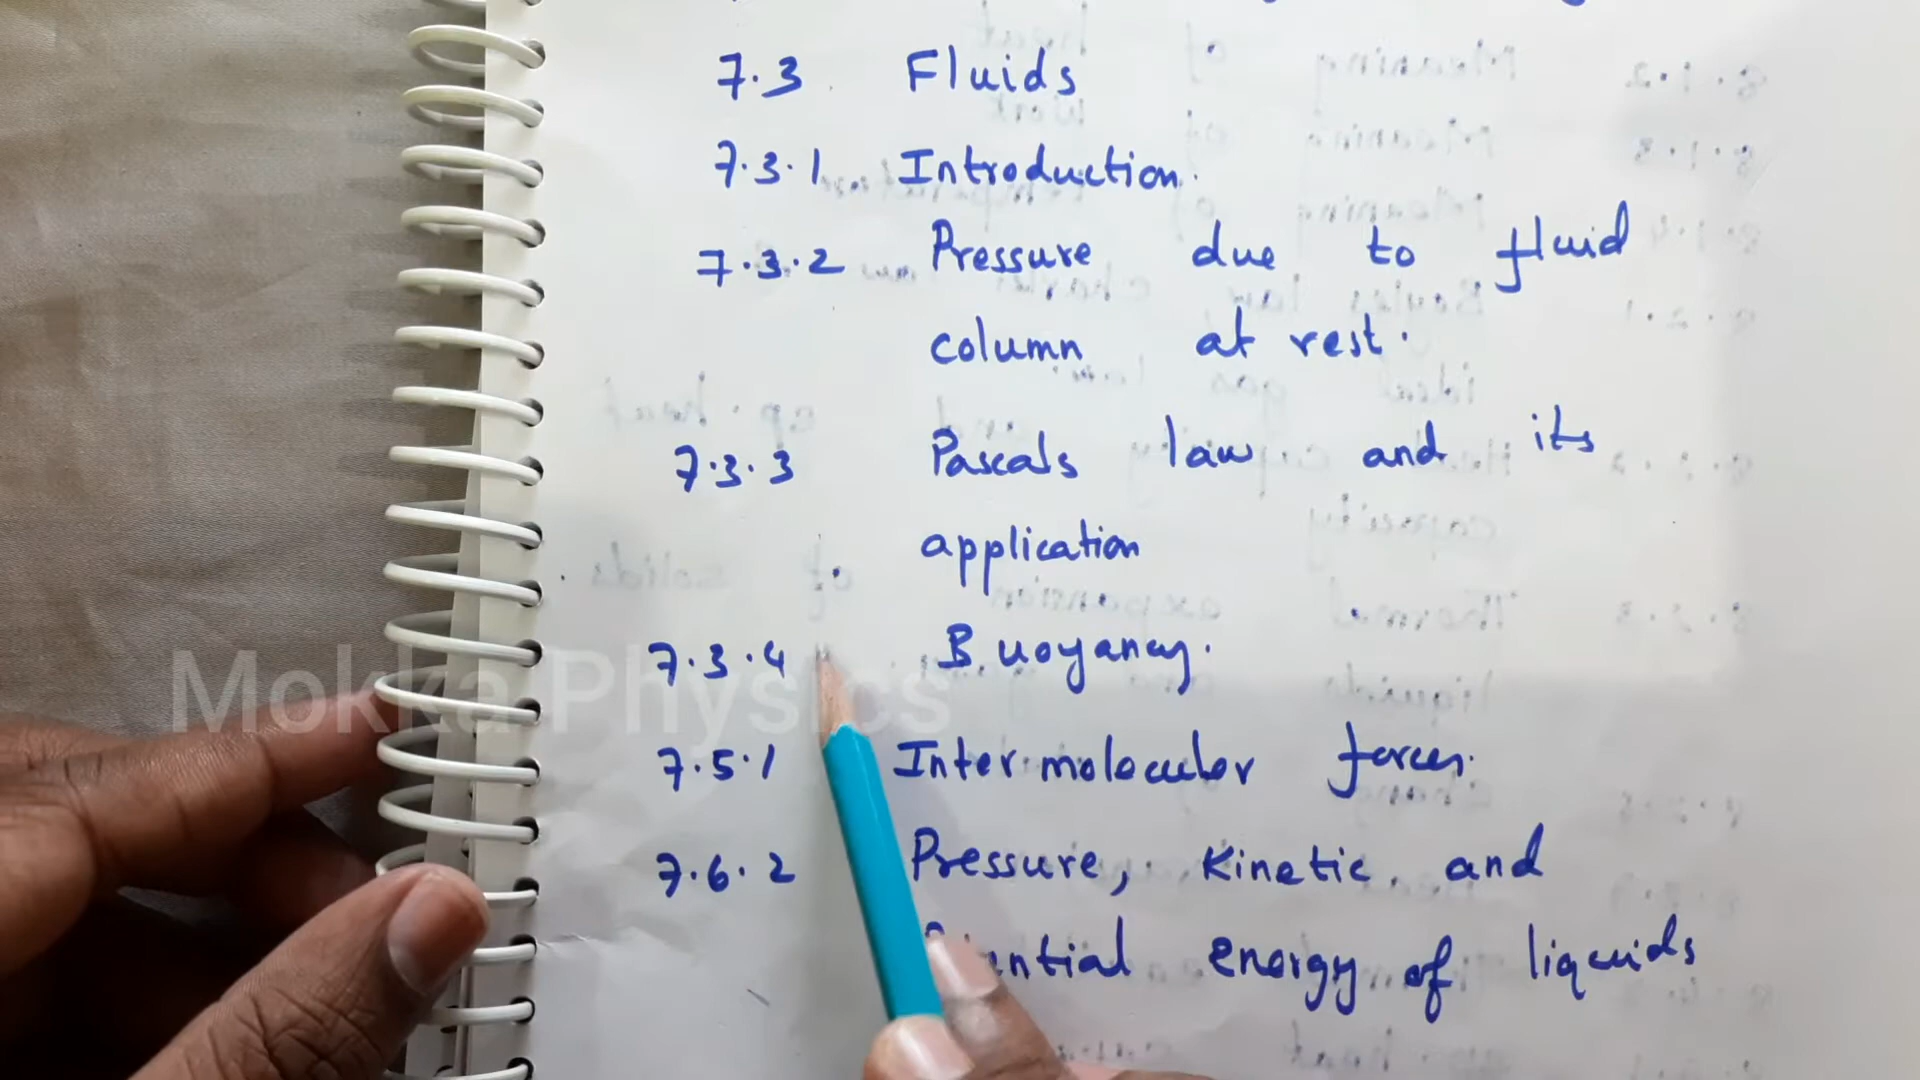 7.3 Fluids
7.3.1 Introduction.
7.3.2 Pressure due to fluid
column at rest.
7.3.3 Pascals law and its
application
7.3.4 Buoyancy.
Mokka Physics
7.5.1 Inter molecular forces.
7.6.2 Pressure, Kinetic and
energy of liquids